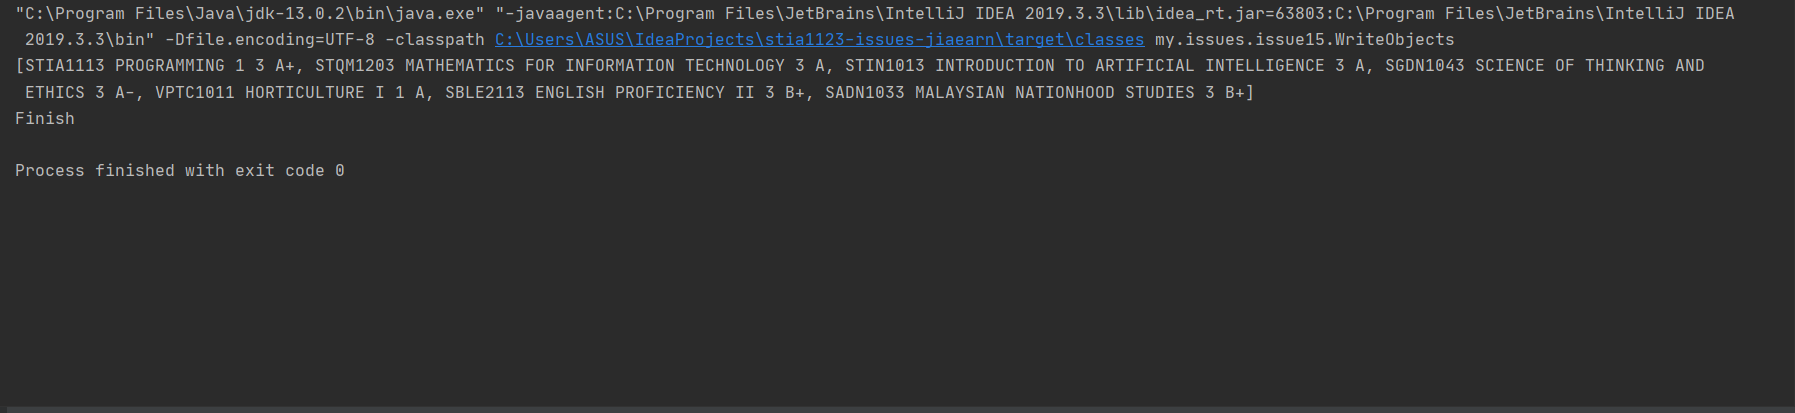 "C:\Program Files\Java\jdk-13.0.2\bin\java.exe" "-javaagent:C:\Program Files\JetBrains\IntelliJ IDEA 2019.3.3\lib\idea_rt.jar=63803:C:\Program Files\JetBrains\IntelliJ IDEA
2019.3.3\bin" -Dfile.encoding=UTF-8 -classpath C:\Users\ASUS\IdeaProjects\stia1123-issues-jiaearn\target\classes my.issues.issue15.WriteObjects
[STIA1113 PROGRAMMING 1 3 A+, STQM1203 MATHEMATICS FOR INFORMATION TECHNOLOGY 3 A, STIN1013 INTRODUCTION TO ARTIFICIAL INTELLIGENCE 3 A, SGDN1043 SCIENCE OF THINKING AND
ETHICS 3 A-, VPTC1011 HORTICULTURE I 1 A, SBLE2113 ENGLISH PROFICIENCY II 3 B+, SADN1033 MALAYSIAN NATIONHOOD STUDIES 3 B+]
Finish
Process finished with exit code 0